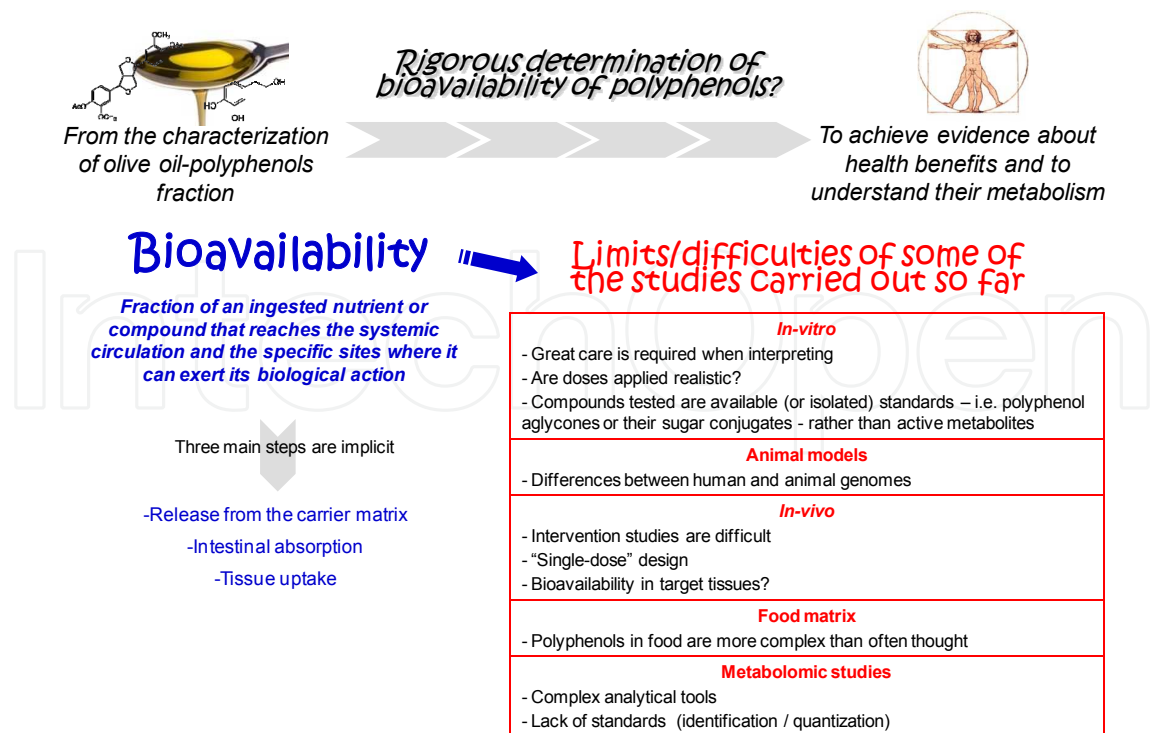 Rigorous determination of
bioavailability of polyphenols?
OCH₃
AcO
HO
OH
OH
From the characterization
of olive oil-polyphenols
fraction
To achieve evidence about
health benefits and to
understand their metabolism
Bioavailability
Fraction of an ingested nutrient or
compound that reaches the systemic
circulation and the specific sites where it
can exert its biological action
Three main steps are implicit
-Release from the carrier matrix
-Intestinal absorption
-Tissue uptake
Limits/difficulties of some of
the studies carried out so far
In-vitro
- Great care is required when interpreting
- Are doses applied realistic?
- Compounds tested are available (or isolated) standards – i.e. polyphenol
aglycones or their sugar conjugates - rather than active metabolites
Animal models
- Differences between human and animal genomes
In-vivo
- Intervention studies are difficult
- “Single-dose” design
- Bioavailability in target tissues?
Food matrix
- Polyphenols in food are more complex than often thought
Metabolomic studies
- Complex analytical tools
- Lack of standards (identification / quantization)
IntechOpen